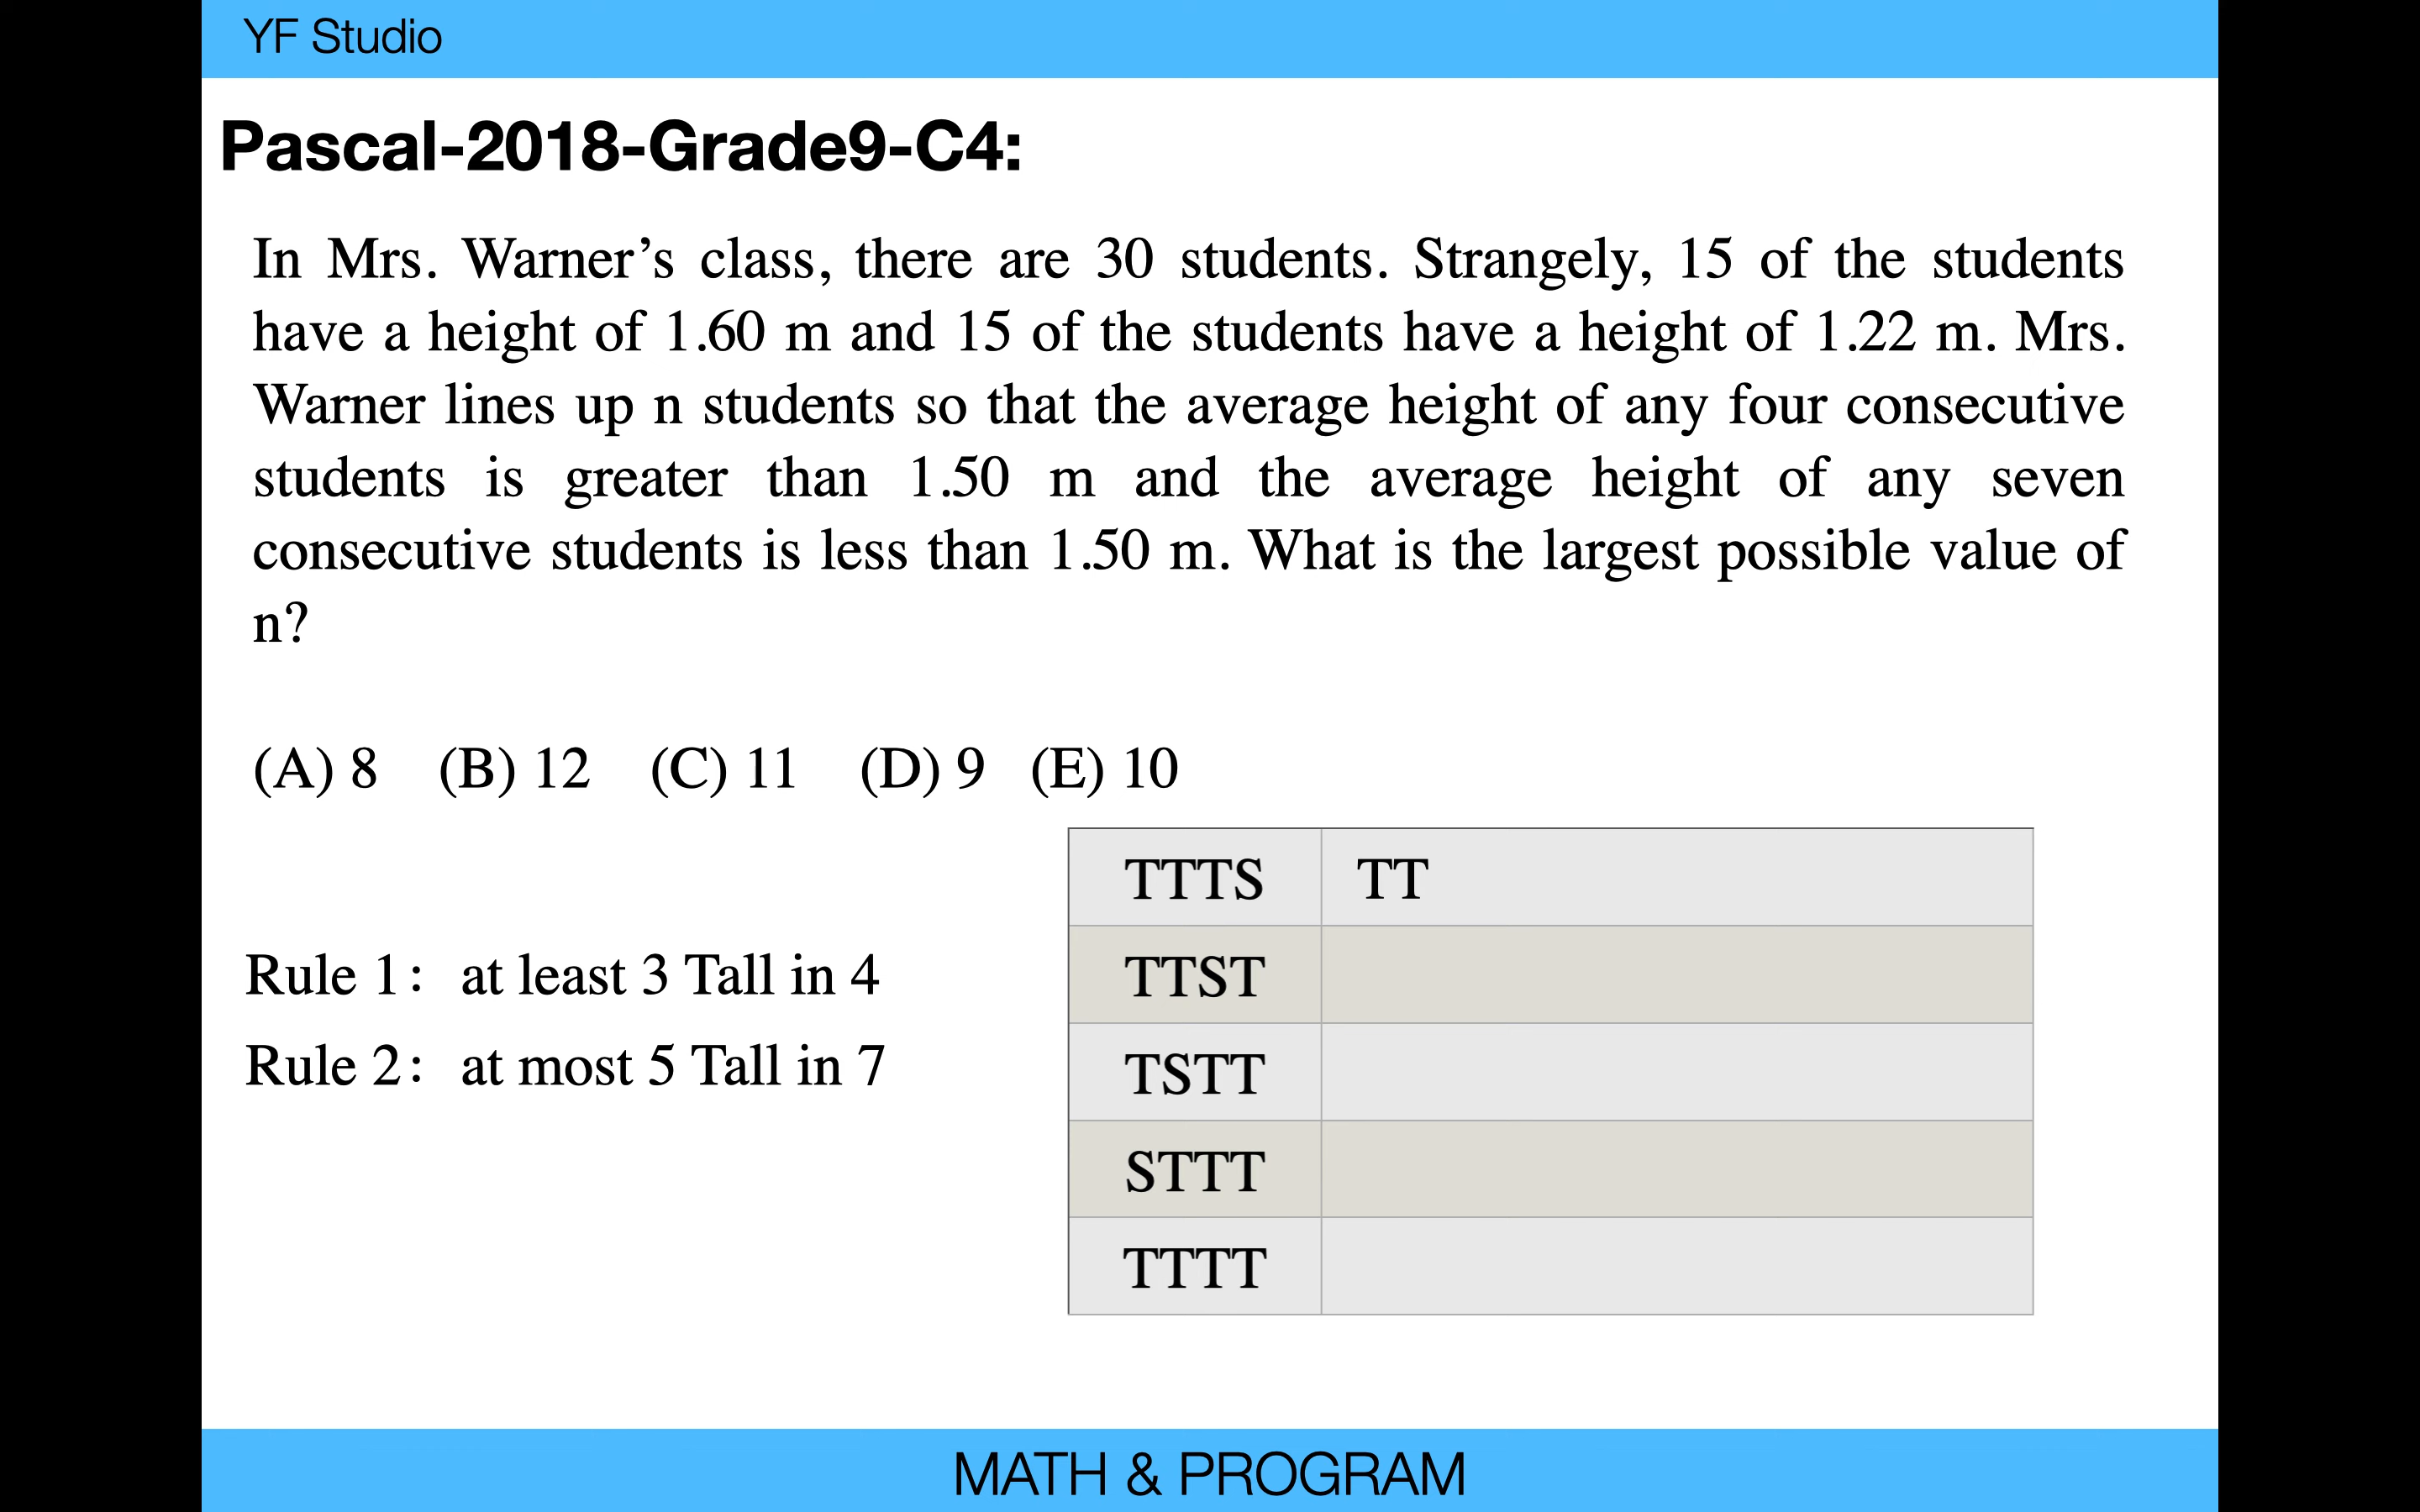 YF Studio
Pascal-2018-Grade9-C4:
In Mrs. Warner’s class, there are 30 students. Strangely, 15 of the students
have a height of 1.60 m and 15 of the students have a height of 1.22 m. Mrs.
Warner lines up n students so that the average height of any four consecutive
students is greater than 1.50 m and the average height of any seven
consecutive students is less than 1.50 m. What is the largest possible value of
n?
(A) 8 (B) 12 (C) 11 (D) 9 (E) 10
Rule 1: at least 3 Tall in 4
Rule 2: at most 5 Tall in 7
TTTS TT
TTST
TSTT
STTT
TTTT
MATH & PROGRAM